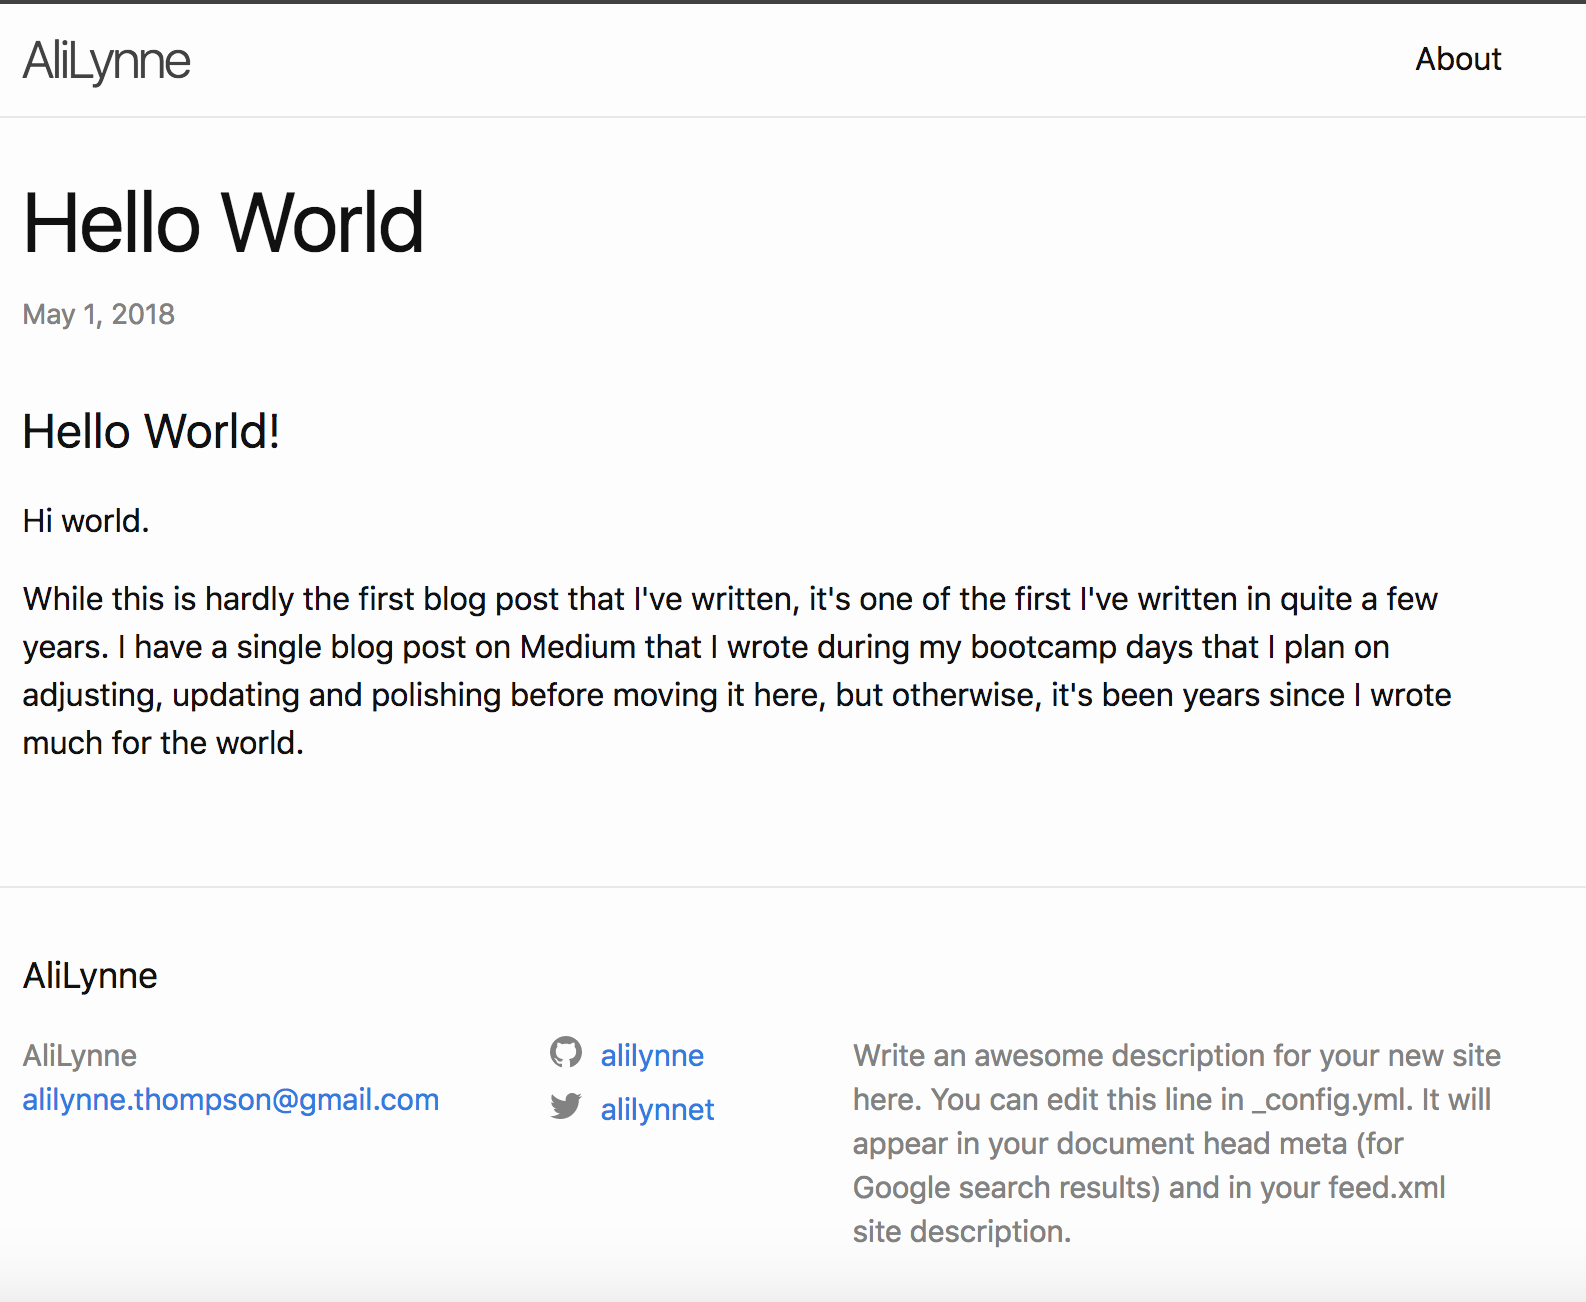 AliLynne
About
Hello World
May 1, 2018
Hello World!
Hi world.
While this is hardly the first blog post that I've written, it's one of the first I've written in quite a few
years. I have a single blog post on Medium that I wrote during my bootcamp days that I plan on
adjusting, updating and polishing before moving it here, but otherwise, it's been years since I wrote
much for the world.
AliLynne
AliLynne
alilynne.thompson@gmail.com
alilynne
alilynnet
Write an awesome description for your new site
here. You can edit this line in _config.yml. It will
appear in your document head meta (for
Google search results) and in your feed.xml
site description.